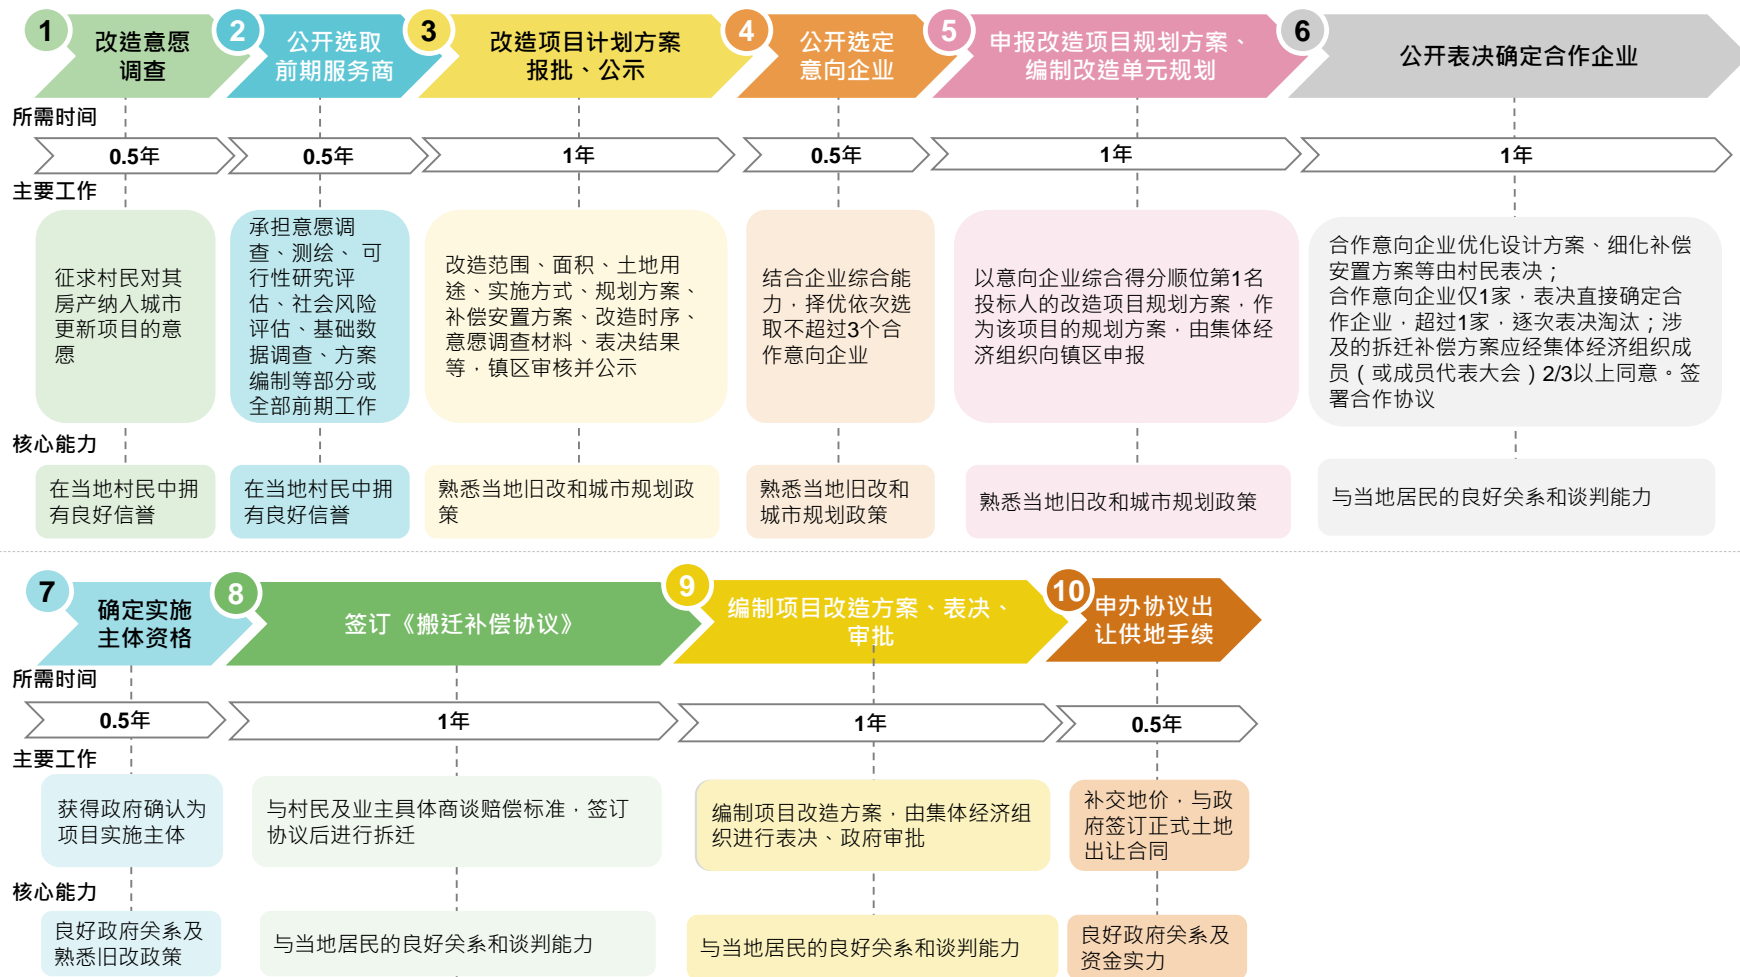 1
改造意愿
调查
2
公开选取
前期服务商
3
改造项目计划方案
报批、公示
4
公开选定
意向企业
5
申报改造项目规划方案、
编制改造单元规划
6
公开表决确定合作企业
所需时间
0.5年
0.5年
1年
0.5年
1年
1年
主要工作
征求村民对其
房产纳入城市
更新项目的意
愿
承担意愿调
查、测绘、可
行性研究评
估、社会风险
评估、基础数
据调查、方案
编制等部分或
全部前期工作
改造范围、面积、土地用
途、实施方式、规划方案、
补偿安置方案、改造时序、
意愿调查材料、表决结果
等，镇区审核并公示
结合企业综合能
力，择优依次选
取不超过3个合
作意向企业
以意向企业综合得分顺位第1名
投标人的改造项目规划方案，作
为该项目的规划方案，由集体经
济组织向镇区申报
合作意向企业优化设计方案、细化补偿
安置方案等由村民表决；
合作意向企业仅1家，表决直接确定合
作企业，超过1家，逐次表决淘汰；涉
及的拆迁补偿方案应经集体经济组织成
员（或成员代表大会）2/3以上同意。签
署合作协议
核心能力
在当地村民中拥
有良好信誉
在当地村民中拥
有良好信誉
熟悉当地旧改和城市规划政
策
熟悉当地旧改和
城市规划政策
熟悉当地旧改和城市规划政策
与当地居民的良好关系和谈判能力
7
确定实施
主体资格
8
签订《搬迁补偿协议》
9
编制项目改造方案、表决、
审批
10
申办协议出
让供地手续
所需时间
0.5年
1年
1年
0.5年
主要工作
获得政府确认为
项目实施主体
与村民及业主具体商谈赔偿标准，签订
协议后进行拆迁
编制项目改造方案，由集体经济组
织进行表决、政府审批
补交地价，与政
府签订正式土地
出让合同
核心能力
良好政府关系及
熟悉旧改政策
与当地居民的良好关系和谈判能力
与当地居民的良好关系和谈判能力
良好政府关系及
资金实力